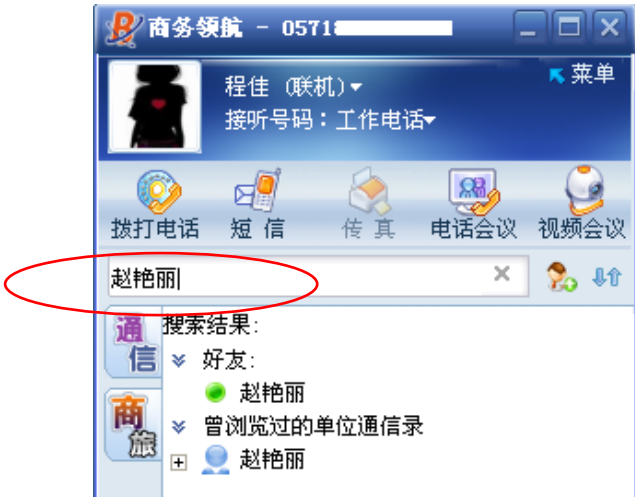 商务领航 - 0571
程佳 (联机)
菜单
接听号码：工作电话
拨打电话 短信 传真 电话会议 视频会议
赵艳丽
通信
搜索结果:
好友:
赵艳丽
商旅
曾浏览过的单位通信录
赵艳丽